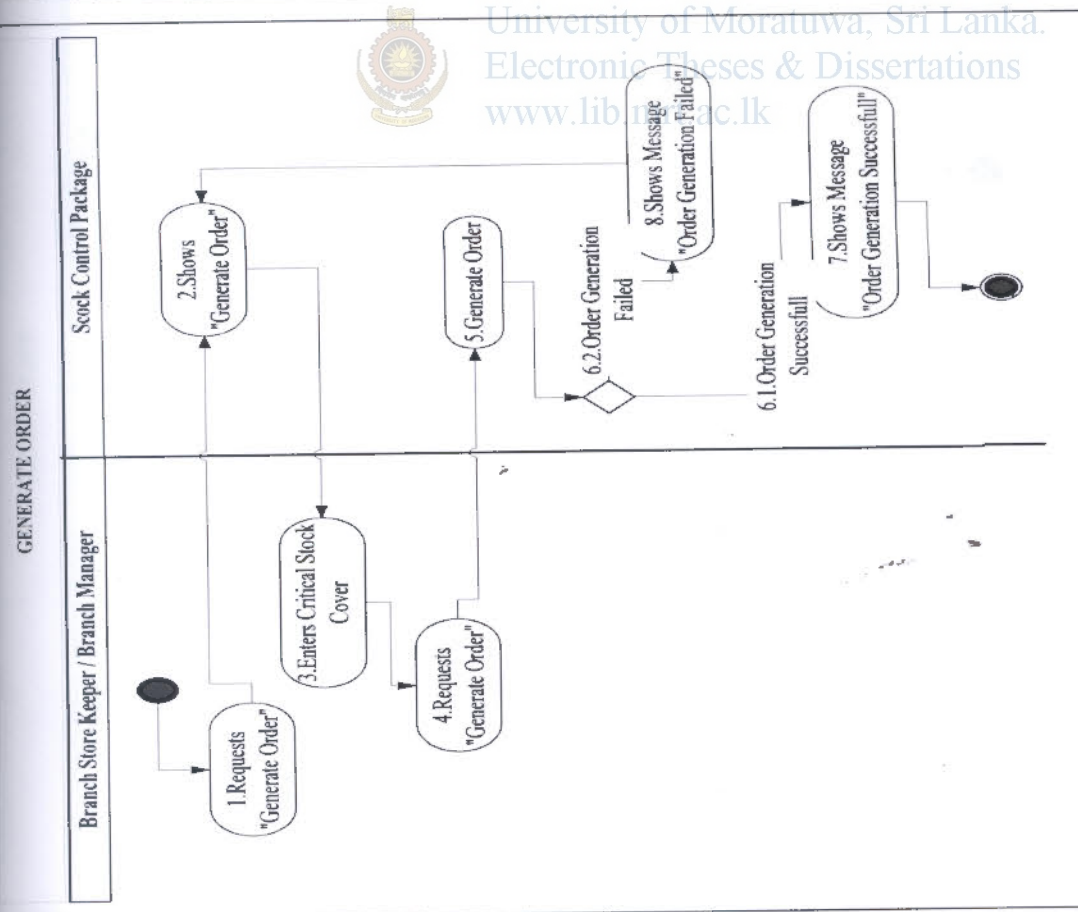 University of Moratuwa, Sri Lanka.
Electronic Theses & Dissertations
www.lib.mrt.ac.lk
GENERATE ORDER
Branch Store Keeper / Branch Manager
Scock Control Package
1.Requests
"Generate Order"
2.Shows
"Generate Order"
3.Enters Critical Stock
Cover
4.Requests
"Generate Order"
5.Generate Order
6.2.Order Generation
Failed
8.Shows Message
"Order Generation Failed"
6.1.Order Generation
Successfull
7.Shows Message
"Order Generation Successfull"